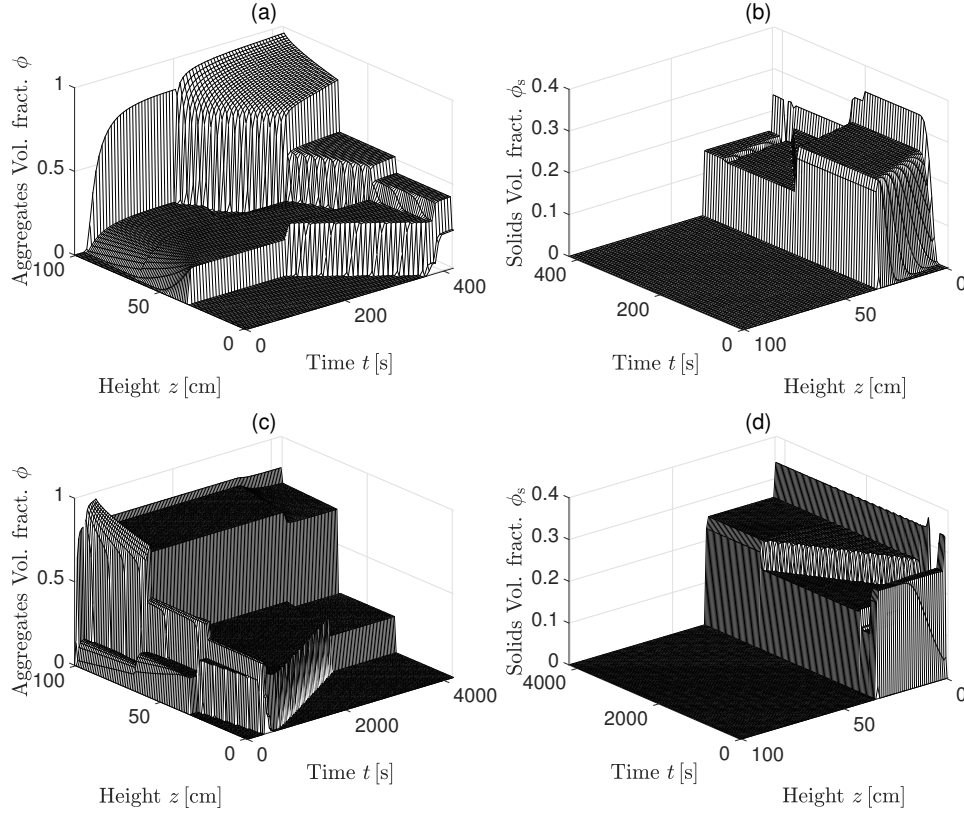 (a)
Aggregates Vol. fract. ϕ
1
0.5
0
100
50
0
0
200
400
Height z [cm]
Time t [s]
(b)
Solids Vol. fract. ϕs
0.4
0.3
0.2
0.1
0
400
200
0
100
50
0
Time t [s]
Height z [cm]
(c)
Aggregates Vol. fract. ϕ
1
0.5
0
100
50
0
0
2000
4000
Height z [cm]
Time t [s]
(d)
Solids Vol. fract. ϕs
0.4
0.3
0.2
0.1
0
4000
2000
0
100
50
0
Time t [s]
Height z [cm]